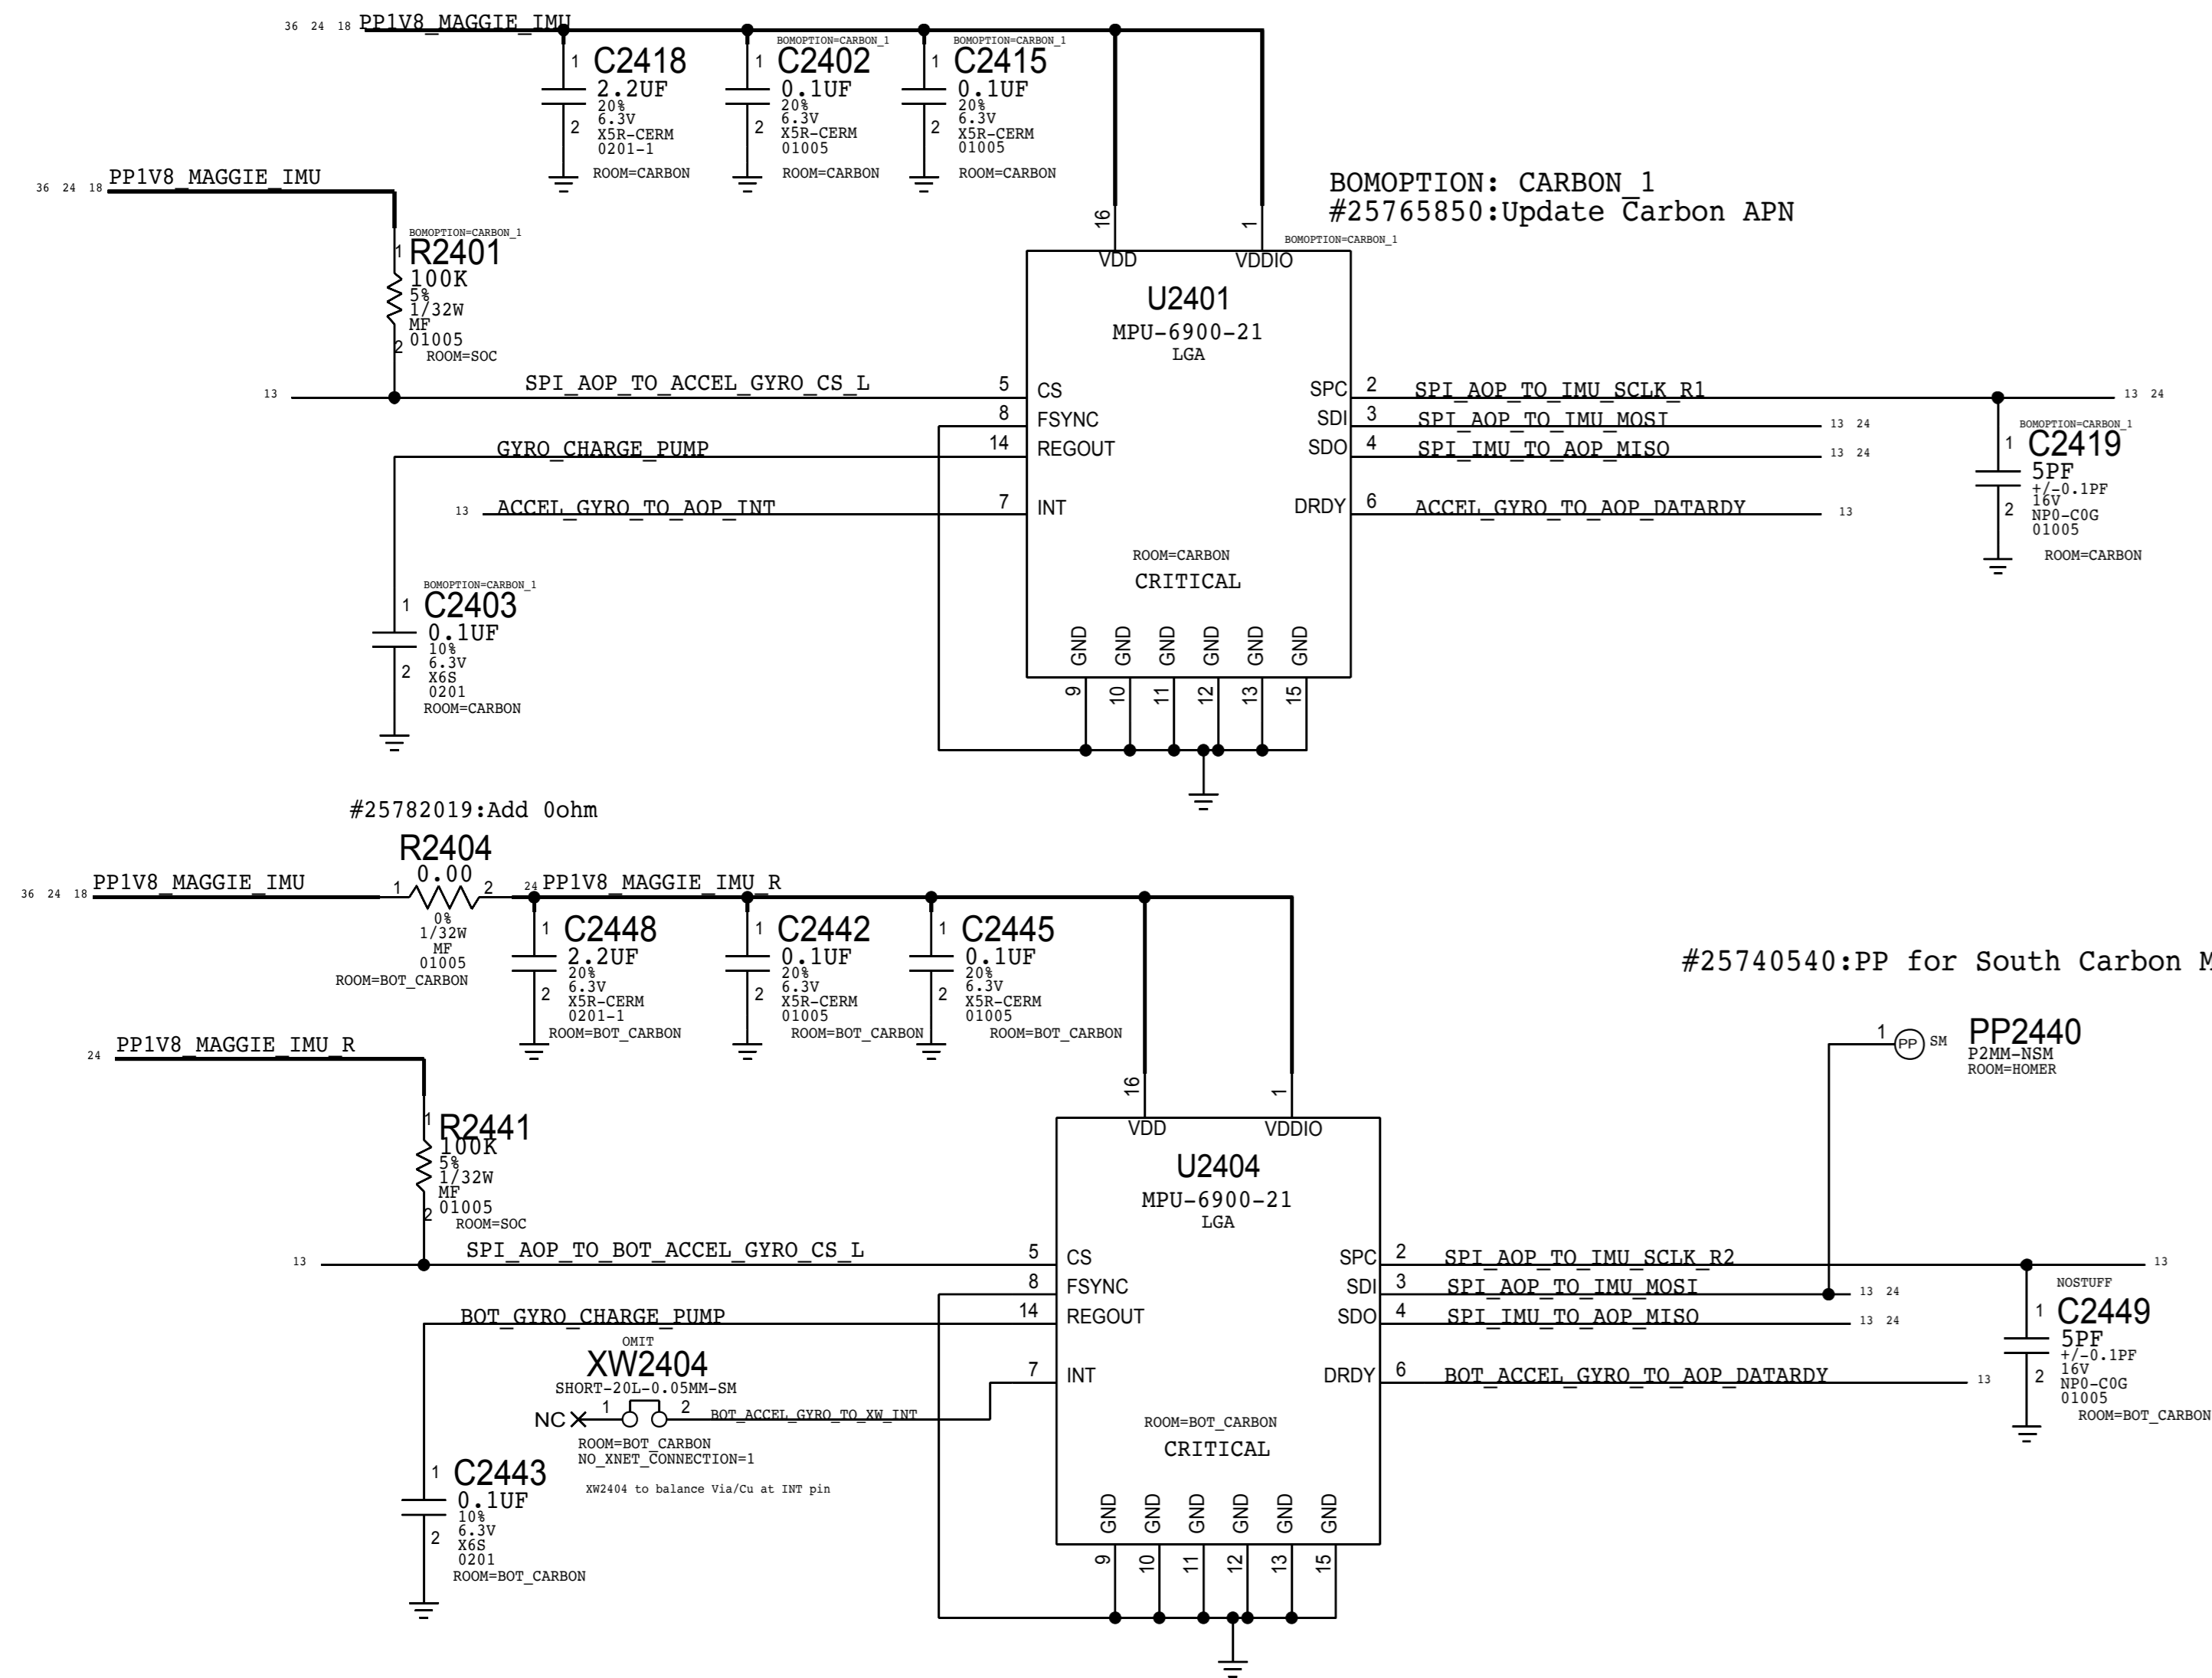 36 24 18 PP1V8_MAGGIE_IMU
BOMOPTION=CARBON_1
BOMOPTION=CARBON_1
1 C2418
2.2UF
20%
6.3V
2 X5R-CERM
0201-1
ROOM=CARBON
1 C2402
0.1UF
20%
6.3V
2 X5R-CERM
01005
ROOM=CARBON
1 C2415
0.1UF
20%
6.3V
2 X5R-CERM
01005
ROOM=CARBON
36 24 18 PP1V8_MAGGIE_IMU
BOMOPTION: CARBON_1
#25765850:Update Carbon APN
BOMOPTION=CARBON_1
1 R2401
100K
5%
1/32W
MF
2 01005
ROOM=SOC
16
1
BOMOPTION=CARBON_1
VDD
VDDIO
U2401
MPU-6900-21
LGA
13 SPI_AOP_TO_ACCEL_GYRO_CS_L 5 CS
8 FSYNC
GYRO_CHARGE_PUMP 14 REGOUT
13 ACCEL_GYRO_TO_AOP_INT 7 INT
SPC 2 SPI_AOP_TO_IMU_SCLK_R1 13 24
SDI 3 SPI_AOP_TO_IMU_MOSI 13 24
SDO 4 SPI_IMU_TO_AOP_MISO 13 24
DRDY 6 ACCEL_GYRO_TO_AOP_DATARDY 13
BOMOPTION=CARBON_1
1 C2419
5PF
+/-0.1PF
16V
2 NP0-C0G
01005
ROOM=CARBON
ROOM=CARBON
CRITICAL
BOMOPTION=CARBON_1
1 C2403
0.1UF
10%
6.3V
2 X6S
0201
ROOM=CARBON
GND GND GND GND GND GND
9 10 11 12 13 15
#25782019:Add 0ohm
R2404
0.00
36 24 18 PP1V8_MAGGIE_IMU 1 2 24 PP1V8_MAGGIE_IMU_R
0%
1/32W
MF
01005
ROOM=BOT_CARBON
1 C2448
2.2UF
20%
6.3V
2 X5R-CERM
0201-1
ROOM=BOT_CARBON
1 C2442
0.1UF
20%
6.3V
2 X5R-CERM
01005
ROOM=BOT_CARBON
1 C2445
0.1UF
20%
6.3V
2 X5R-CERM
01005
ROOM=BOT_CARBON
#25740540:PP for South Carbon M
24 PP1V8_MAGGIE_IMU_R
1 PP SM PP2440
P2MM-NSM
ROOM=HOMER
1 R2441
100K
5%
1/32W
MF
2 01005
ROOM=SOC
16
1
VDD
VDDIO
U2404
MPU-6900-21
LGA
13 SPI_AOP_TO_BOT_ACCEL_GYRO_CS_L 5 CS
8 FSYNC
BOT_GYRO_CHARGE_PUMP 14 REGOUT
7 INT
SPC 2 SPI_AOP_TO_IMU_SCLK_R2 13
SDI 3 SPI_AOP_TO_IMU_MOSI 13 24
SDO 4 SPI_IMU_TO_AOP_MISO 13 24
DRDY 6 BOT_ACCEL_GYRO_TO_AOP_DATARDY 13
NOSTUFF
1 C2449
5PF
+/-0.1PF
16V
2 NP0-C0G
01005
ROOM=BOT_CARBON
OMIT
XW2404
SHORT-20L-0.05MM-SM
NC 1 2 BOT_ACCEL_GYRO_TO_XW_INT
ROOM=BOT_CARBON
NO_XNET_CONNECTION=1
XW2404 to balance Via/Cu at INT pin
ROOM=BOT_CARBON
CRITICAL
1 C2443
0.1UF
10%
6.3V
2 X6S
0201
ROOM=BOT_CARBON
GND GND GND GND GND GND
9 10 11 12 13 15